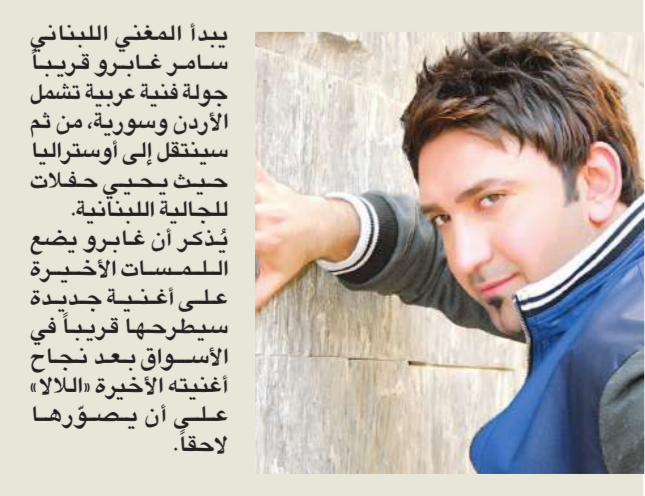 يبدأ المغني اللبناني
سامر غابرو قريباً
جولة فنية عربية تشمل
الأردن وسورية، من ثم
سينتقل إلى أوستراليا
حيث يحيي حفلات
للجالية اللبنانية.
يُذكر أن غابرو يضع
اللمسات الأخيرة
على أغنية جديدة
سيطرحها قريباً في
الأسواق بعد نجاح
أغنيته الأخيرة «اللالا»
على أن يصوّرها
لاحقاً.